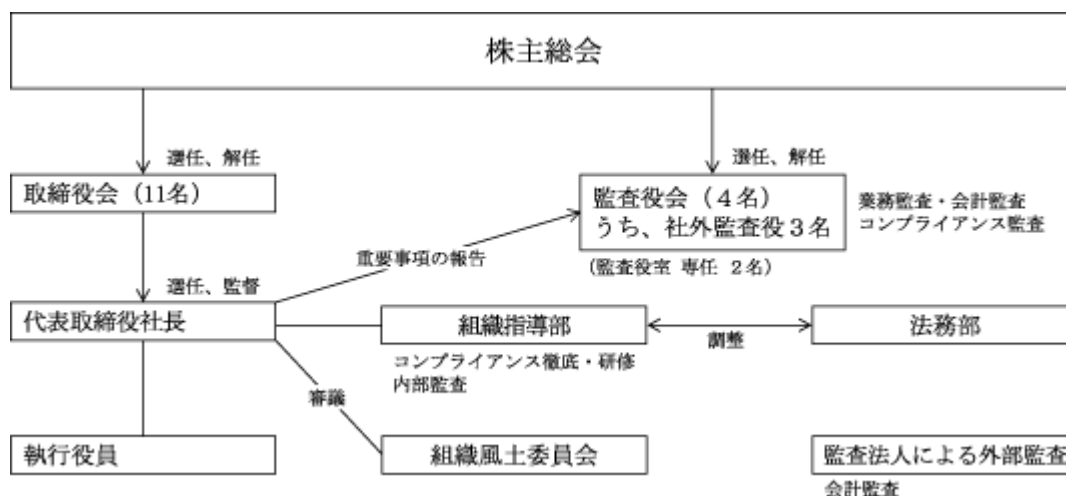 株主総会
選任、解任
選任、解任
取締役会（11名）
監査役会（４名）
うち、社外監査役３名
業務監査・会計監査
コンプライアンス監査
(監査役室 専任 ２名)
重要事項の報告
選任、監督
代表取締役社長
組織指導部
調整
法務部
コンプライアンス徹底・研修
内部監査
審議
執行役員
組織風土委員会
監査法人による外部監査
会計監査